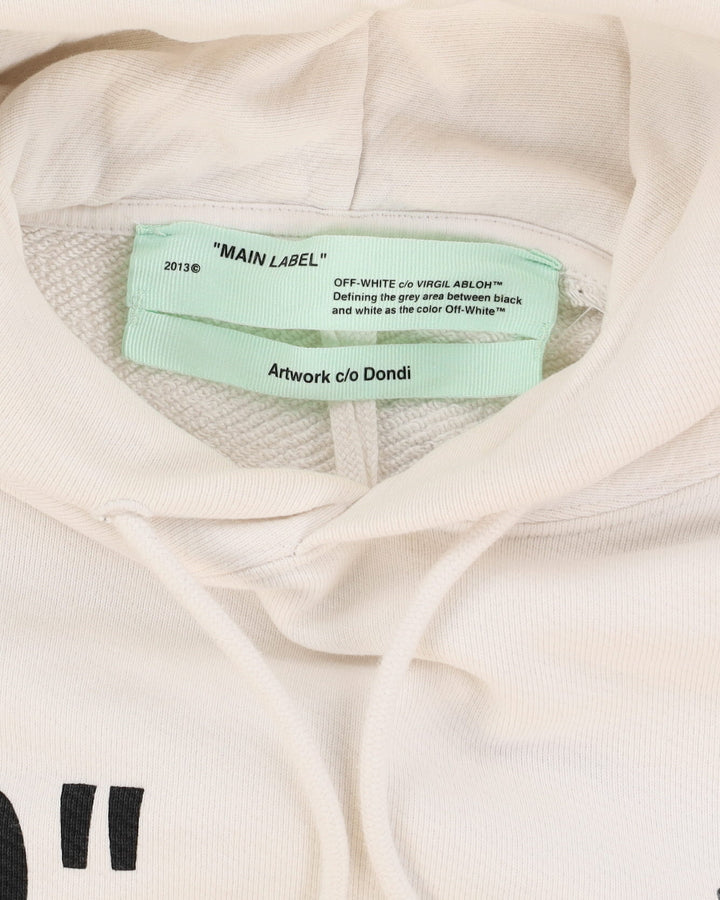 "MAIN LABEL"
2013©
OFF-WHITE c/o VIRGIL ABLOH™
Defining the grey area between black
and white as the color Off-White™
Artwork c/o Dondi
"